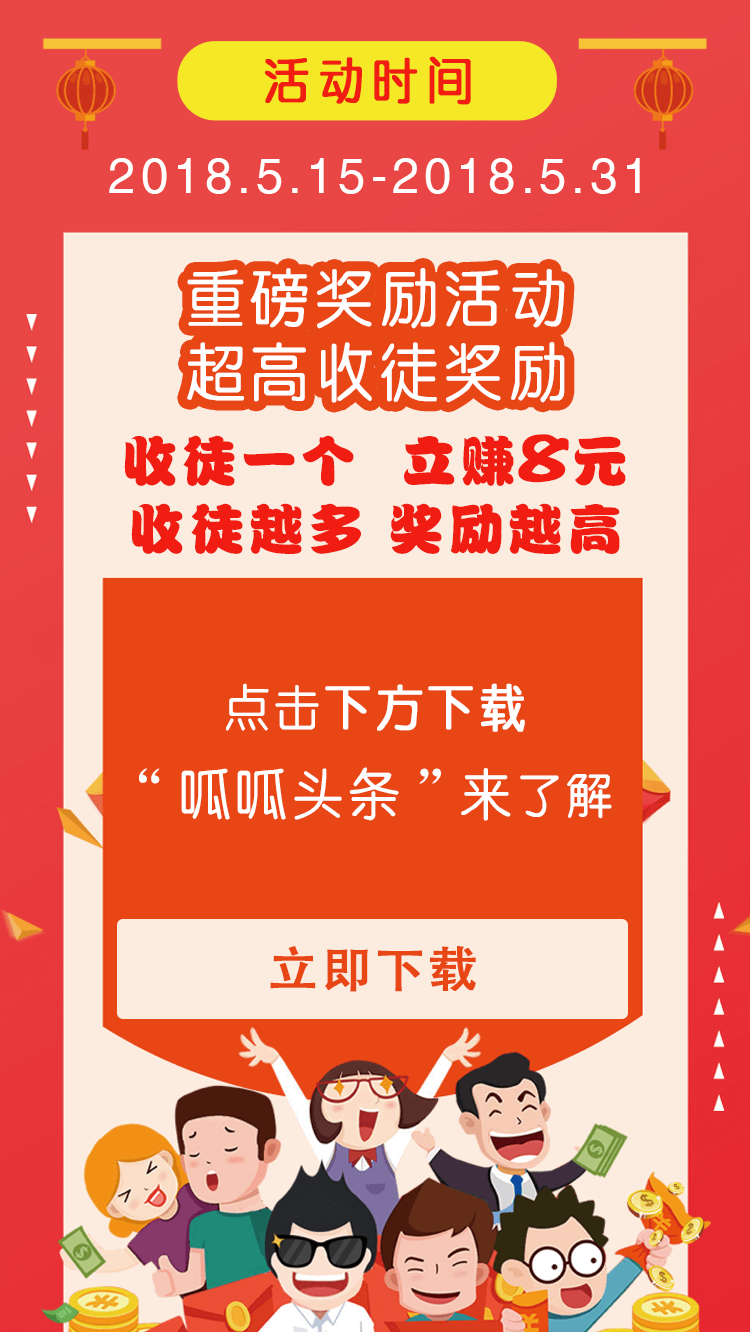 活动时间
2018.5.15-2018.5.31
重磅奖励活动
超高收徒奖励
收徒一个 立赚8元
收徒越多 奖励越高
点击下方下载
“呱呱头条”来了解
立即下载